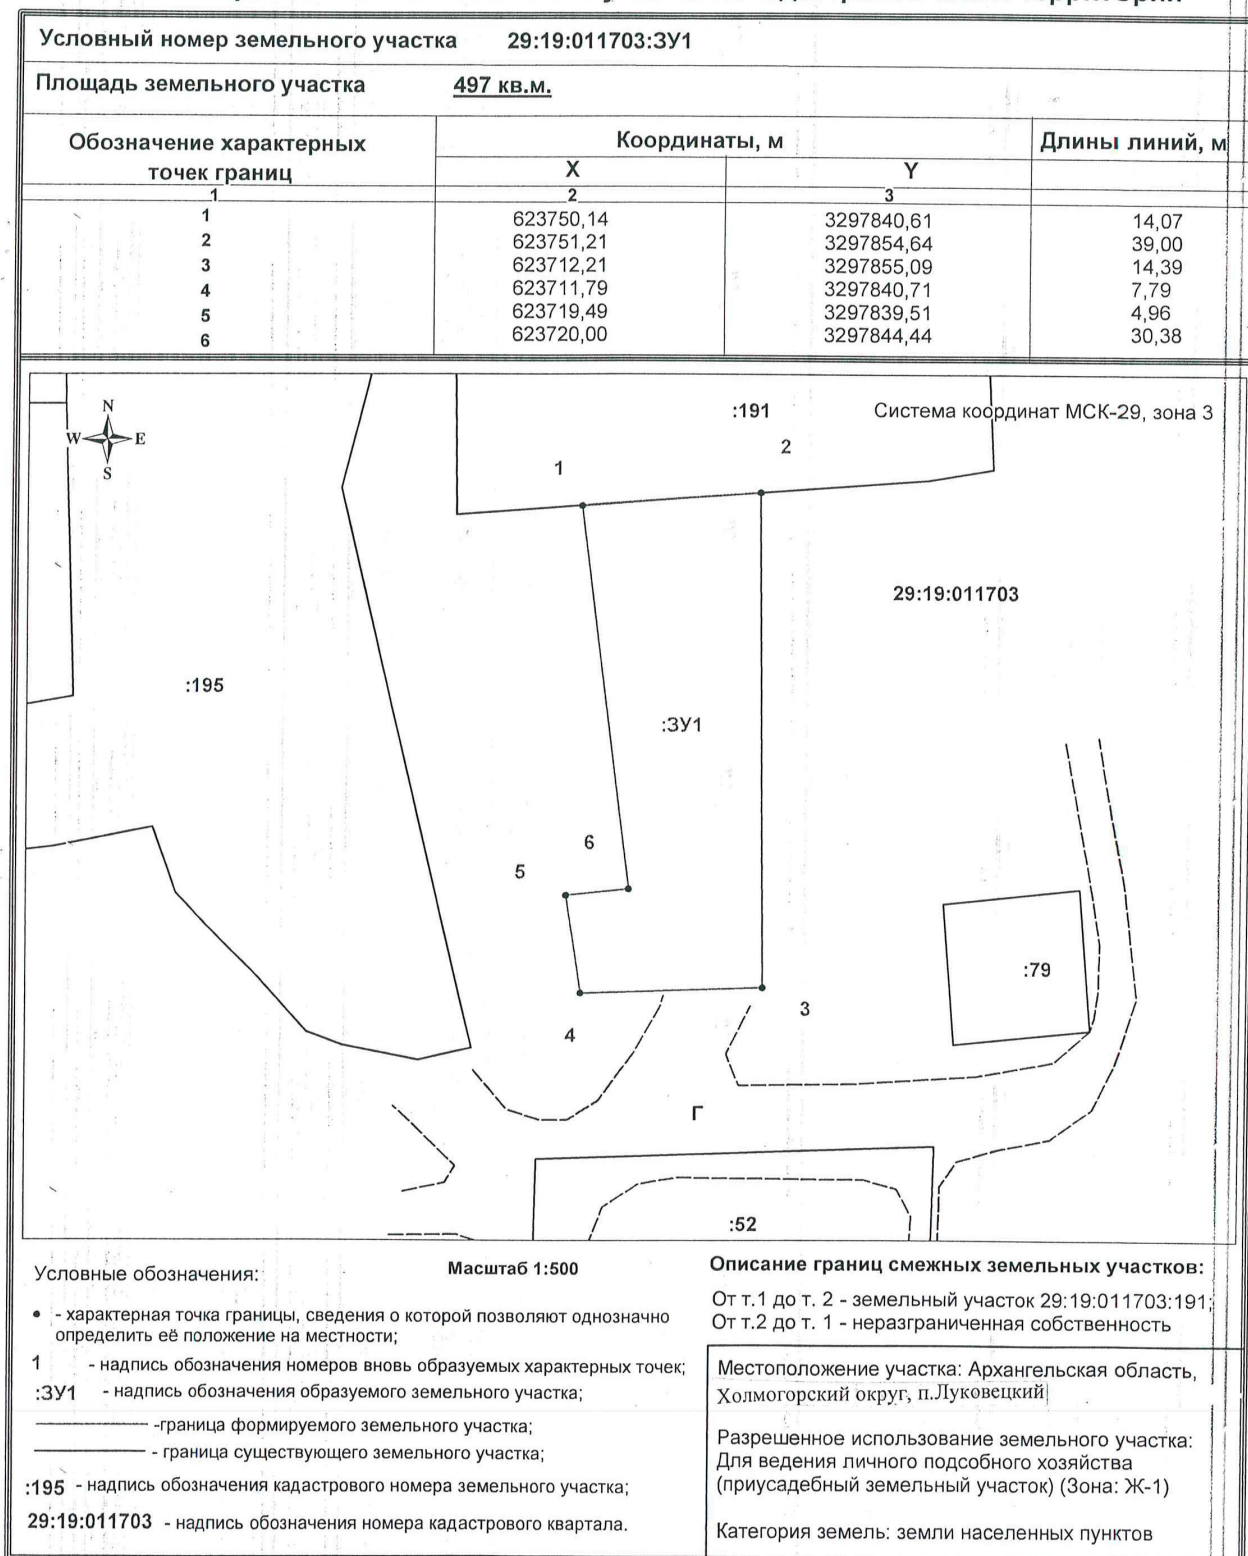 Условный номер земельного участка 29:19:011703:ЗУ1
Площадь земельного участка 497 кв.м.
Обозначение характерных точек границ Координаты, м Длины линий, м
X Y
1 2 3
1 623750,14 3297840,61 14,07
2 623751,21 3297854,64 39,00
3 623712,21 3297855,09 14,39
4 623711,79 3297840,71 7,79
5 623719,49 3297839,51 4,96
6 623720,00 3297844,44 30,38
N
W E
S
:191 Система координат МСК-29, зона 3
2
1
29:19:011703
:195
:ЗУ1
6
5
:79
3
4
Г
:52
Условные обозначения:
Масштаб 1:500
• - характерная точка границы, сведения о которой позволяют однозначно
определить её положение на местности;
1 - надпись обозначения номеров вновь образуемых характерных точек;
:ЗУ1 - надпись обозначения образуемого земельного участка;
-граница формируемого земельного участка;
- граница существующего земельного участка;
:195 - надпись обозначения кадастрового номера земельного участка;
29:19:011703 - надпись обозначения номера кадастрового квартала.
Описание границ смежных земельных участков:
От т.1 до т. 2 - земельный участок 29:19:011703:191;
От т.2 до т. 1 - неразграниченная собственность
Местоположение участка: Архангельская область,
Холмогорский округ, п.Луковецкий
Разрешенное использование земельного участка:
Для ведения личного подсобного хозяйства
(приусадебный земельный участок) (Зона: Ж-1)
Категория земель: земли населенных пунктов